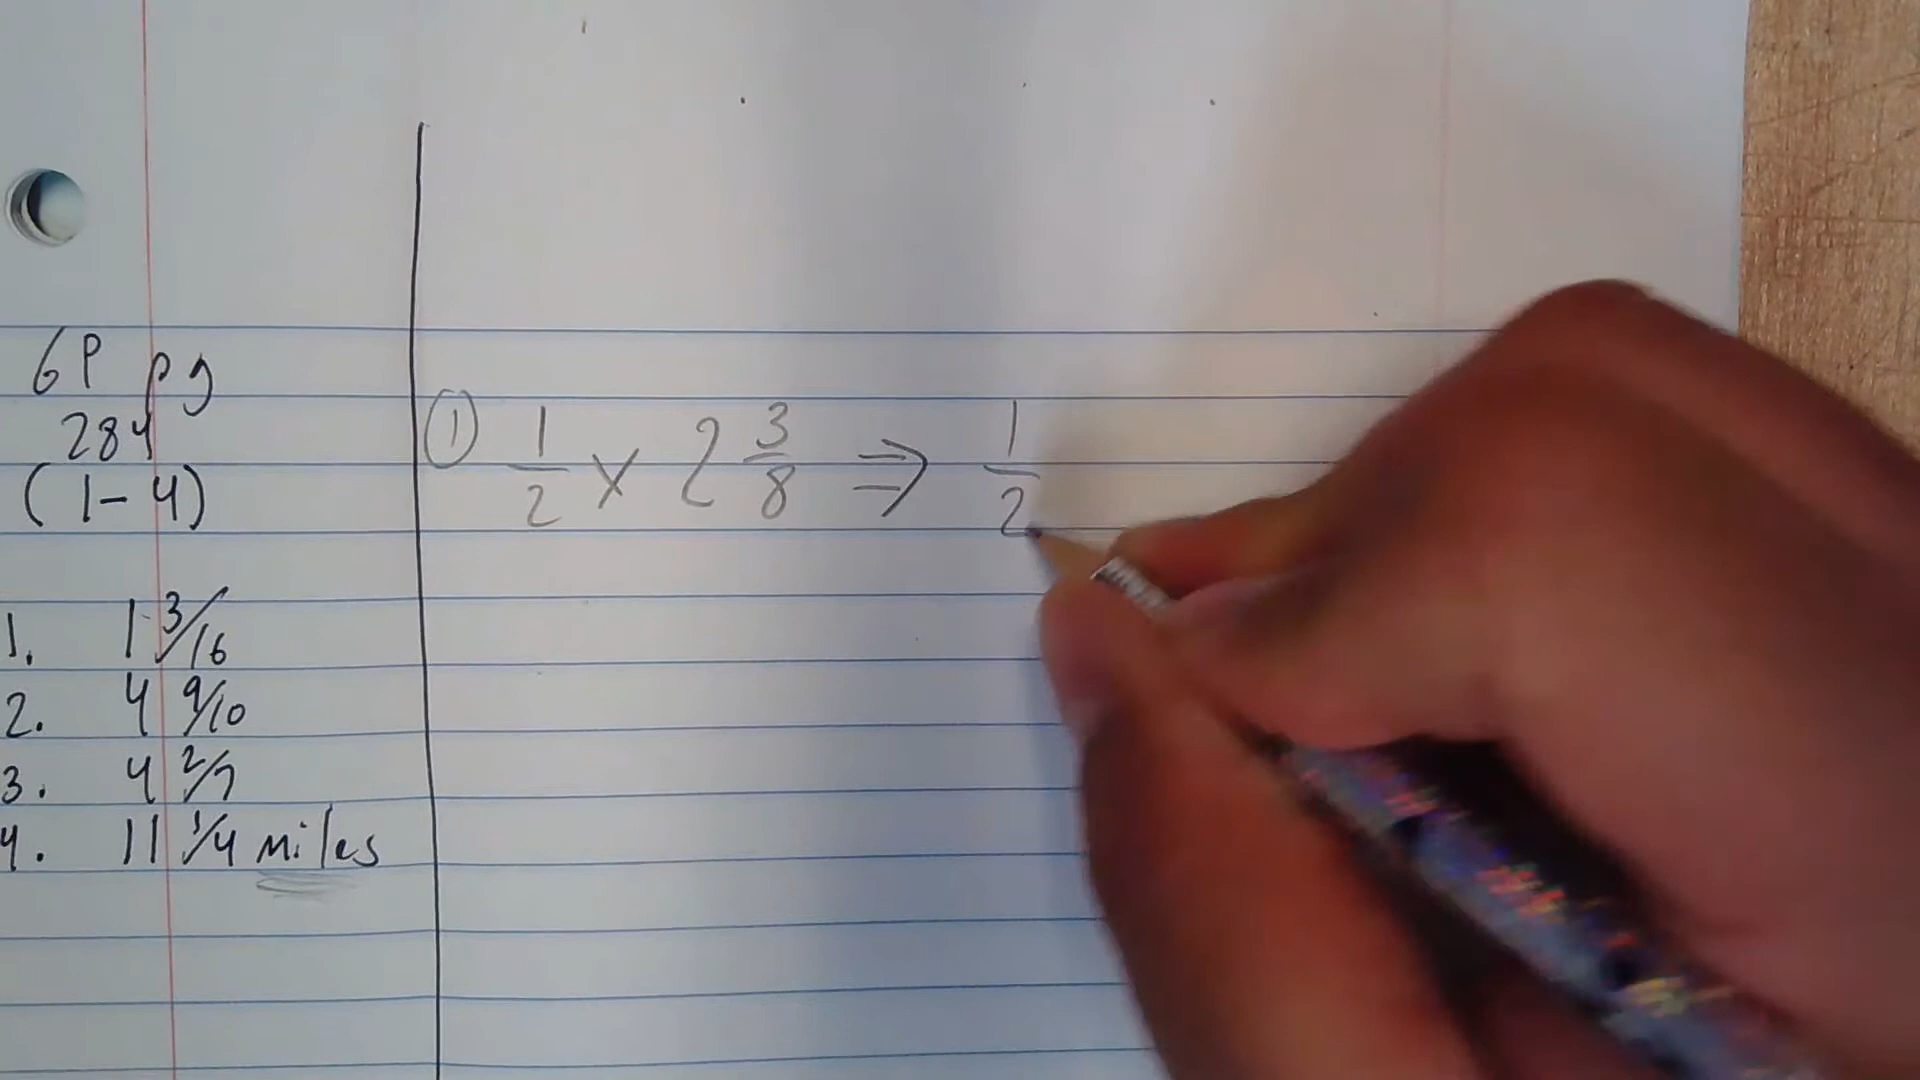 GP pg
284
(1-4)
1. 1 3/16
2. 4 9/10
3. 4 2/7
4. 11 1/4 miles
① 1/2 x 2 3/8 ⇒ 1/2